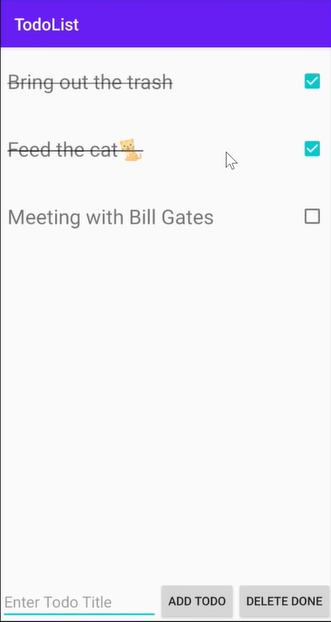 TodoList
Bring out the trash
Feed the cat🐈
Meeting with Bill Gates
Enter Todo Title
ADD TODO
DELETE DONE